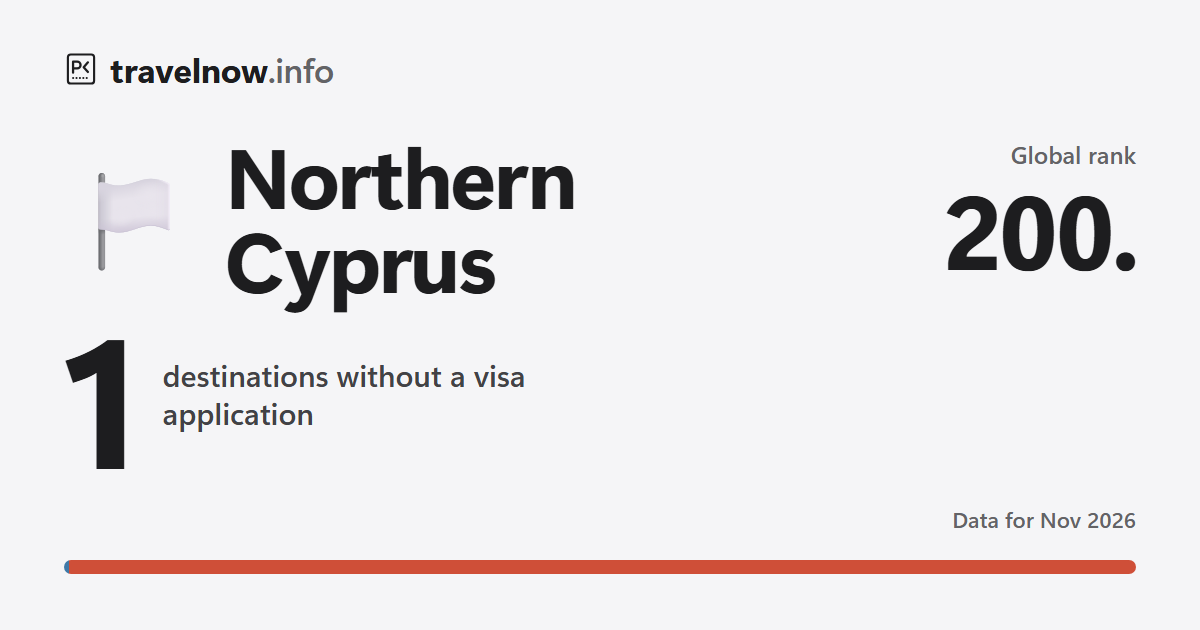 PK
travelnow.info
Northern
Cyprus
Global rank
200.
1
destinations without a visa
application
Data for Nov 2026